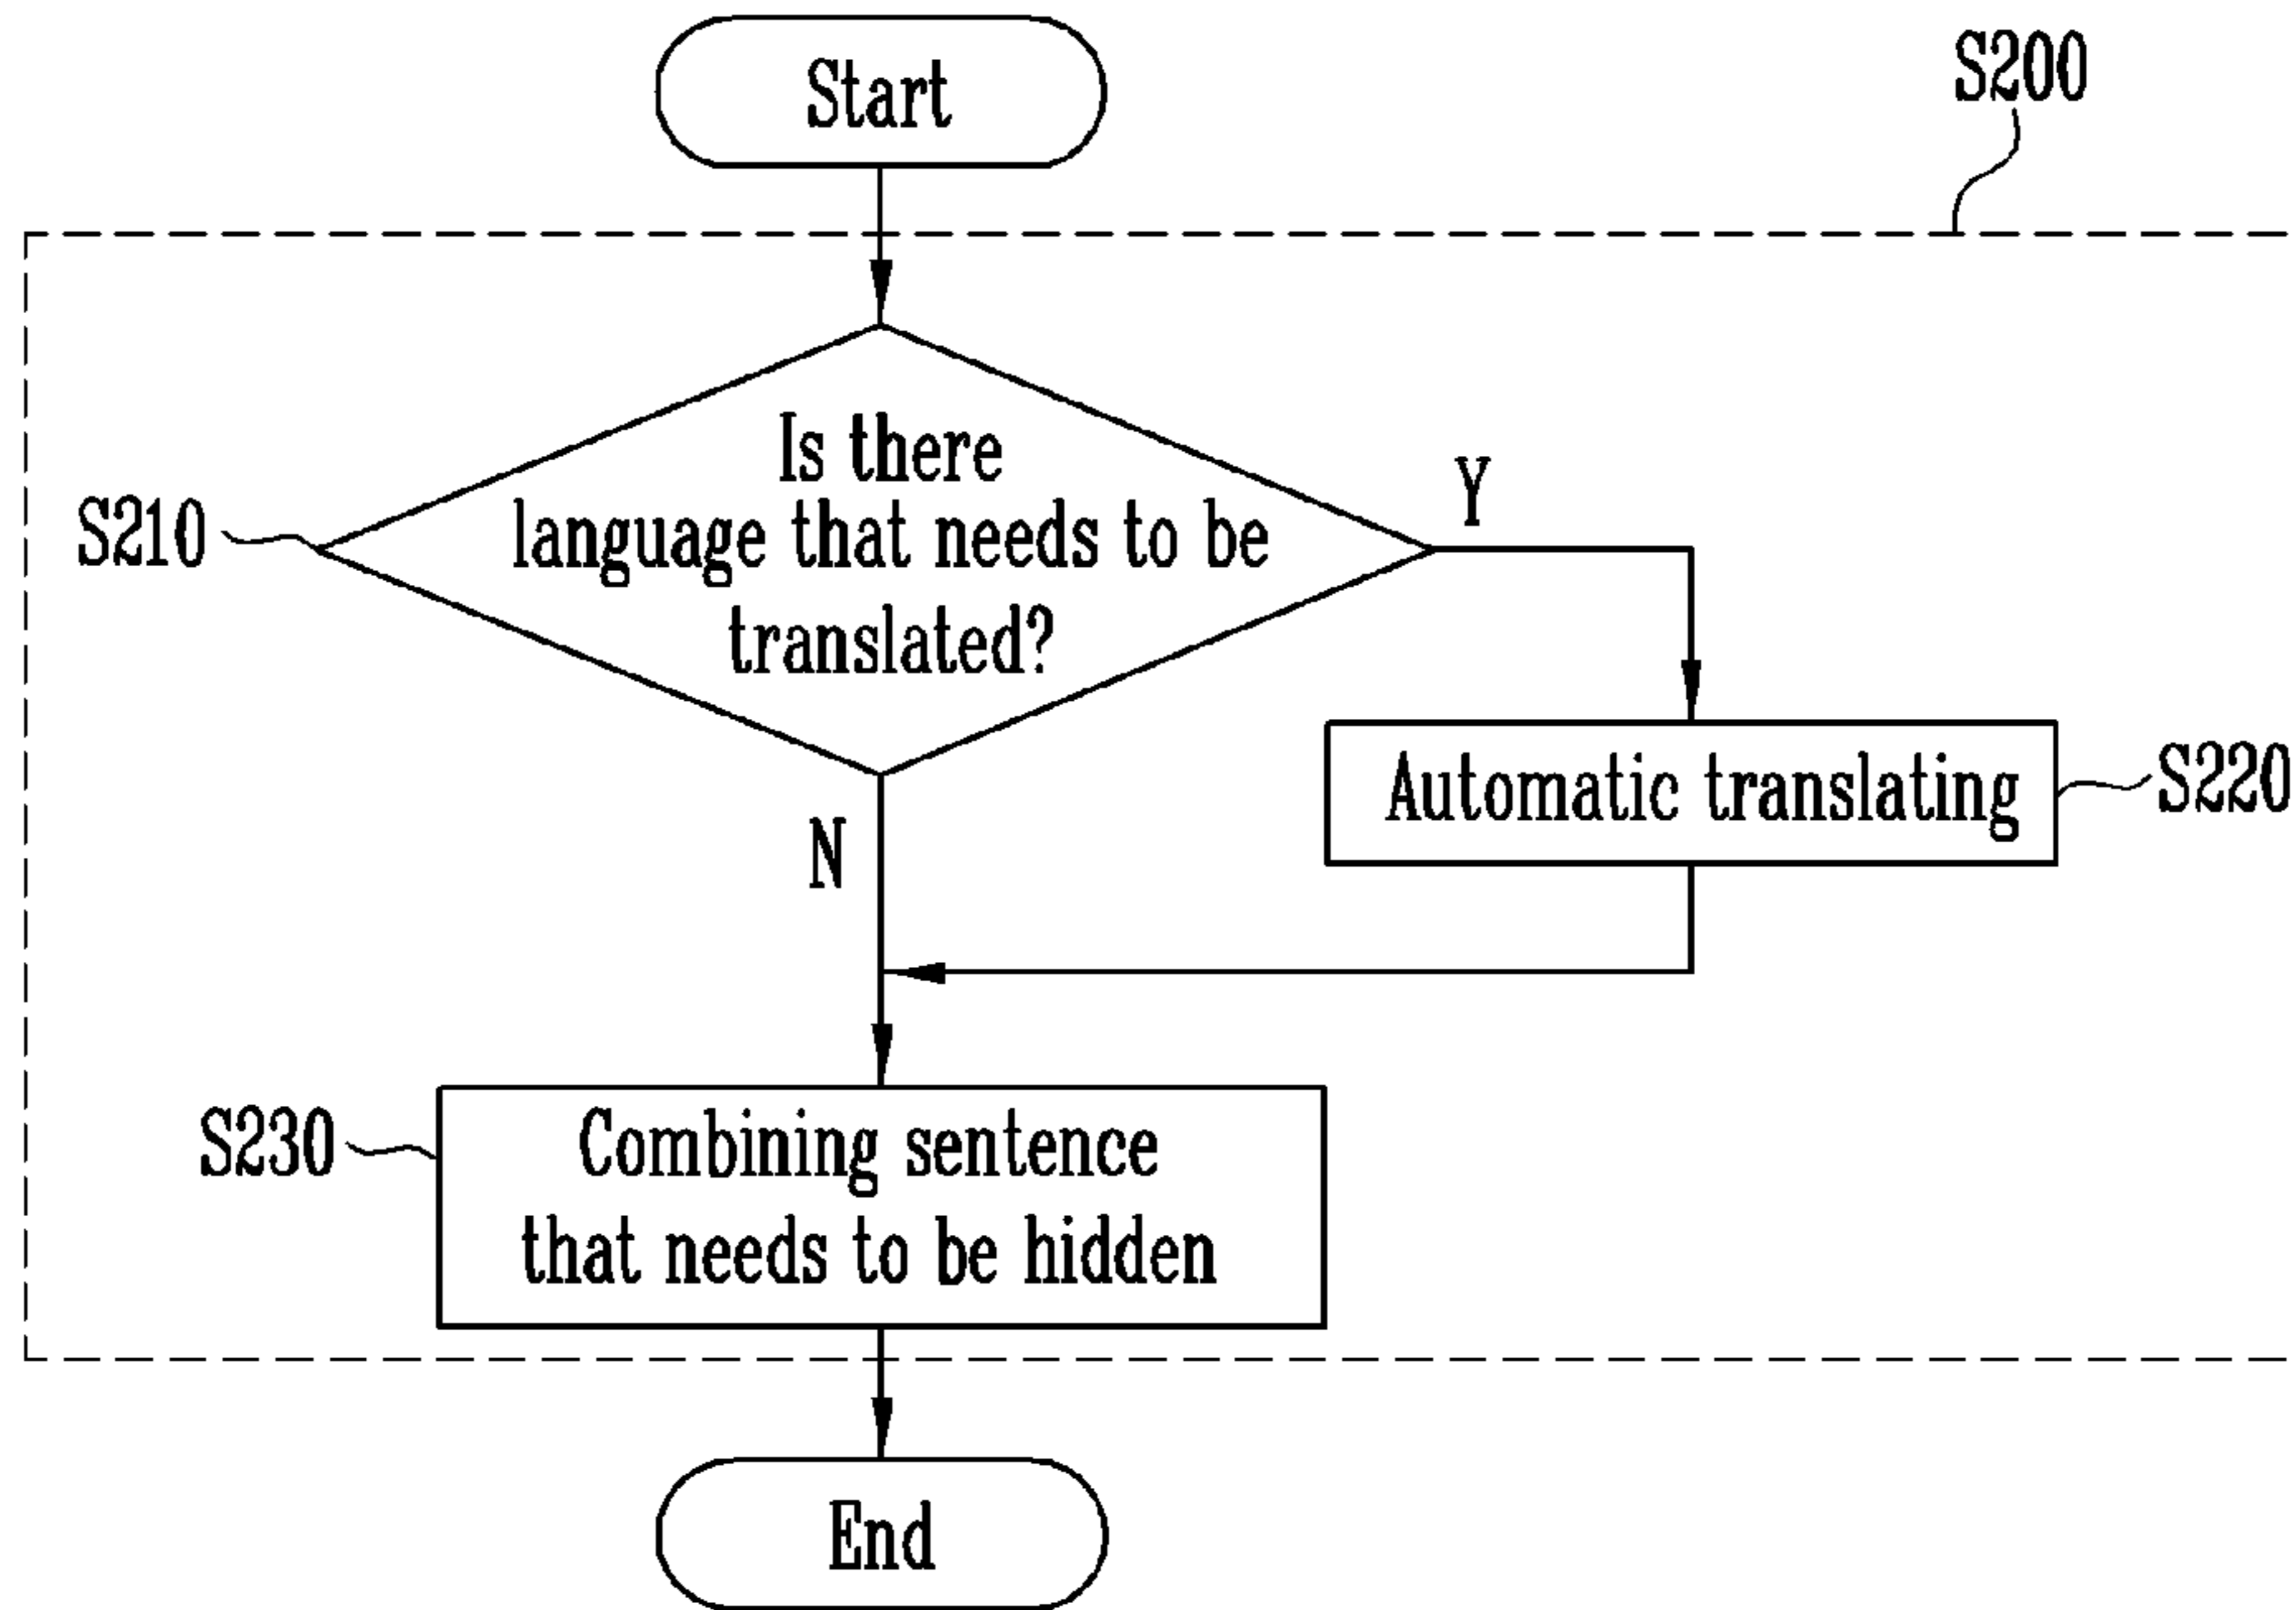 Start
S200
Is there
language that needs to be
translated?
S210
Y
Automatic translating
S220
N
S230
Combining sentence
that needs to be hidden
End